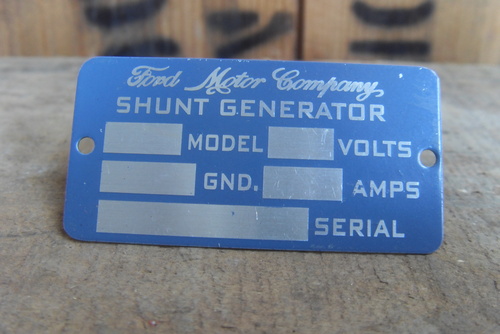 Ford Motor Company
SHUNT GENERATOR
MODEL VOLTS
GND. AMPS
SERIAL